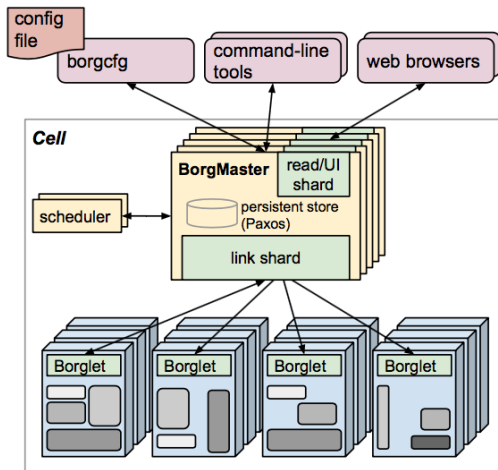 config
file
borgcfg
command-line
tools
web browsers
Cell
BorgMaster
read/UI
shard
persistent store
(Paxos)
scheduler
link shard
Borglet
Borglet
Borglet
Borglet